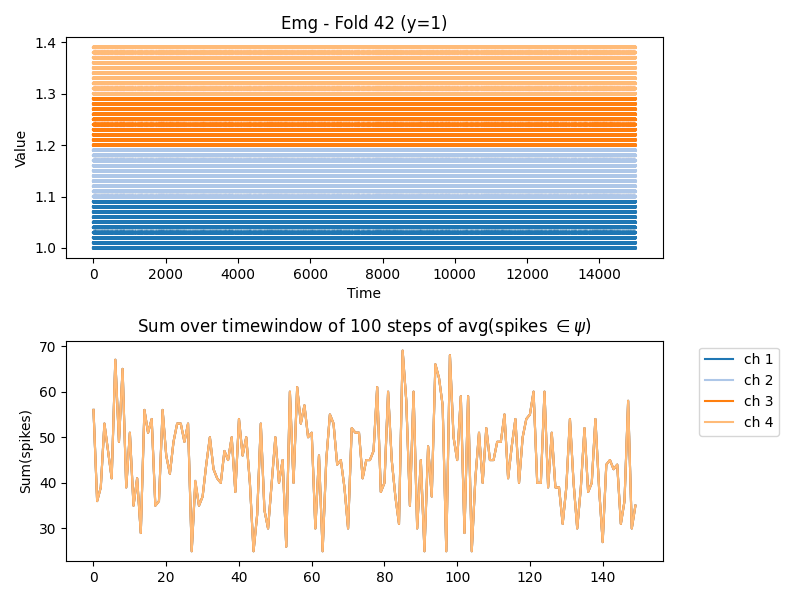 Emg - Fold 42 (y=1)
1.4
1.3
1.2
1.1
1.0
Value
0 2000 4000 6000 8000 10000 12000 14000
Time
Sum over timewindow of 100 steps of avg(spikes ∈ ψ)
70
60
50
40
30
Sum(spikes)
0 20 40 60 80 100 120 140
ch 1
ch 2
ch 3
ch 4